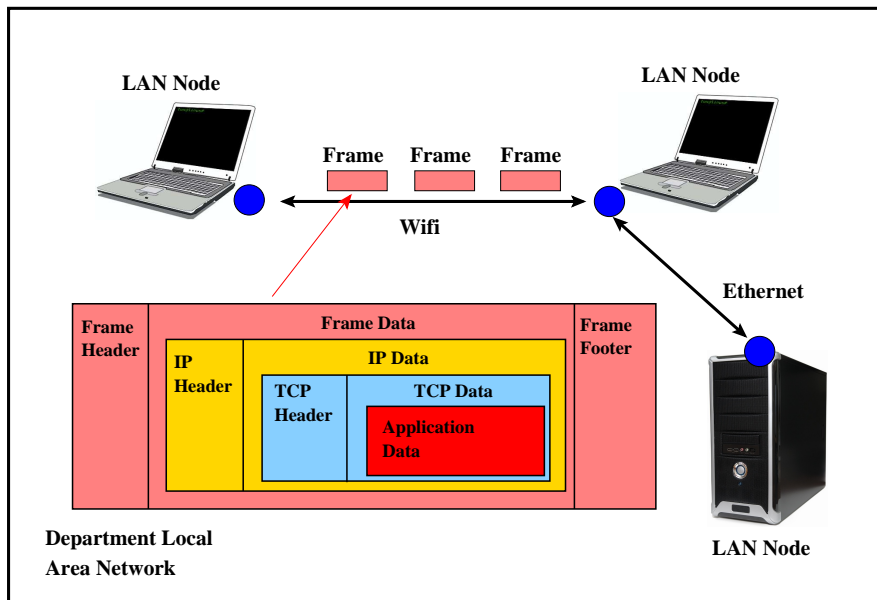 LAN Node
LAN Node
Frame
Frame
Frame
Wifi
Ethernet
Frame
Header
Frame Data
Frame
Footer
IP
Header
IP Data
TCP
Header
TCP Data
Application
Data
Department Local
Area Network
LAN Node